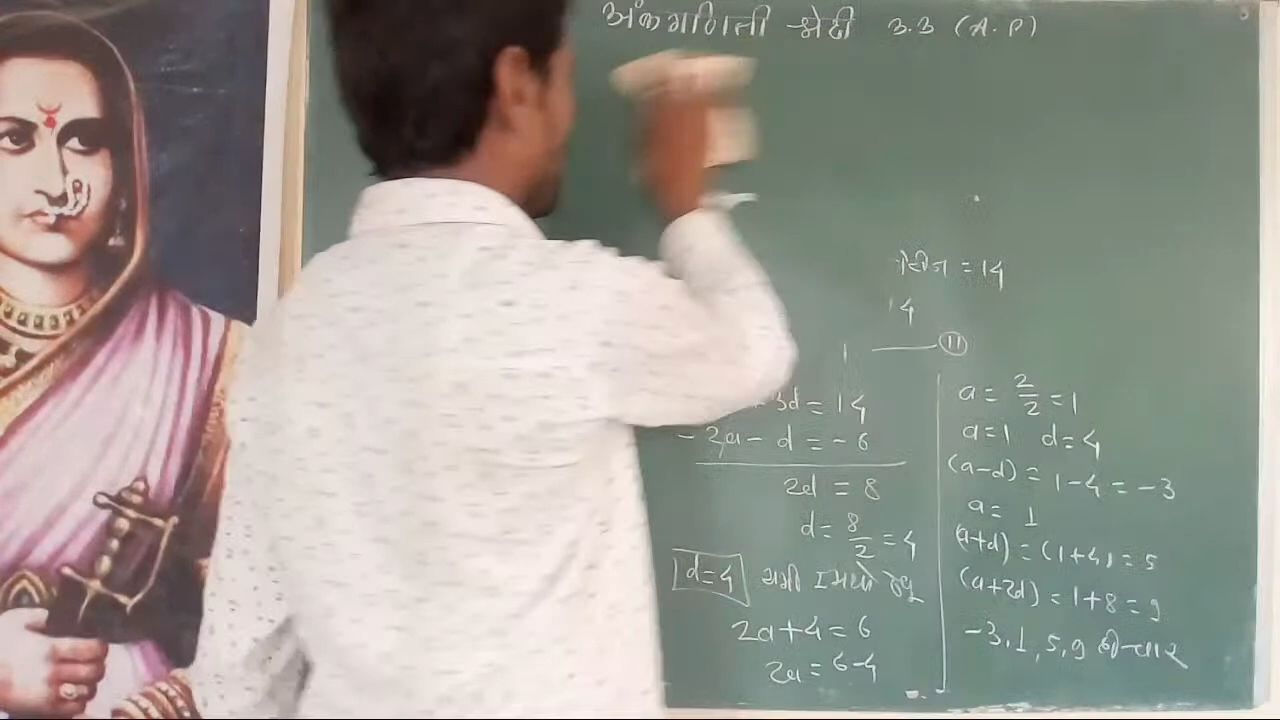 अंकगणिती श्रेढी 3.3 (A.P)
= 14
14
11
3d = 14
- 2a - d = - 6
2d = 8
d = 8/2 = 4
d=4
2a+4=6
2a = 6-4
a = 2/2 = 1
a=1 d=4
(a-d) = 1-4 = -3
a = 1
(a+d) = (1+4) = 5
(a+2d) = 1+8 = 9
-3, 1, 5, 9 ही चार